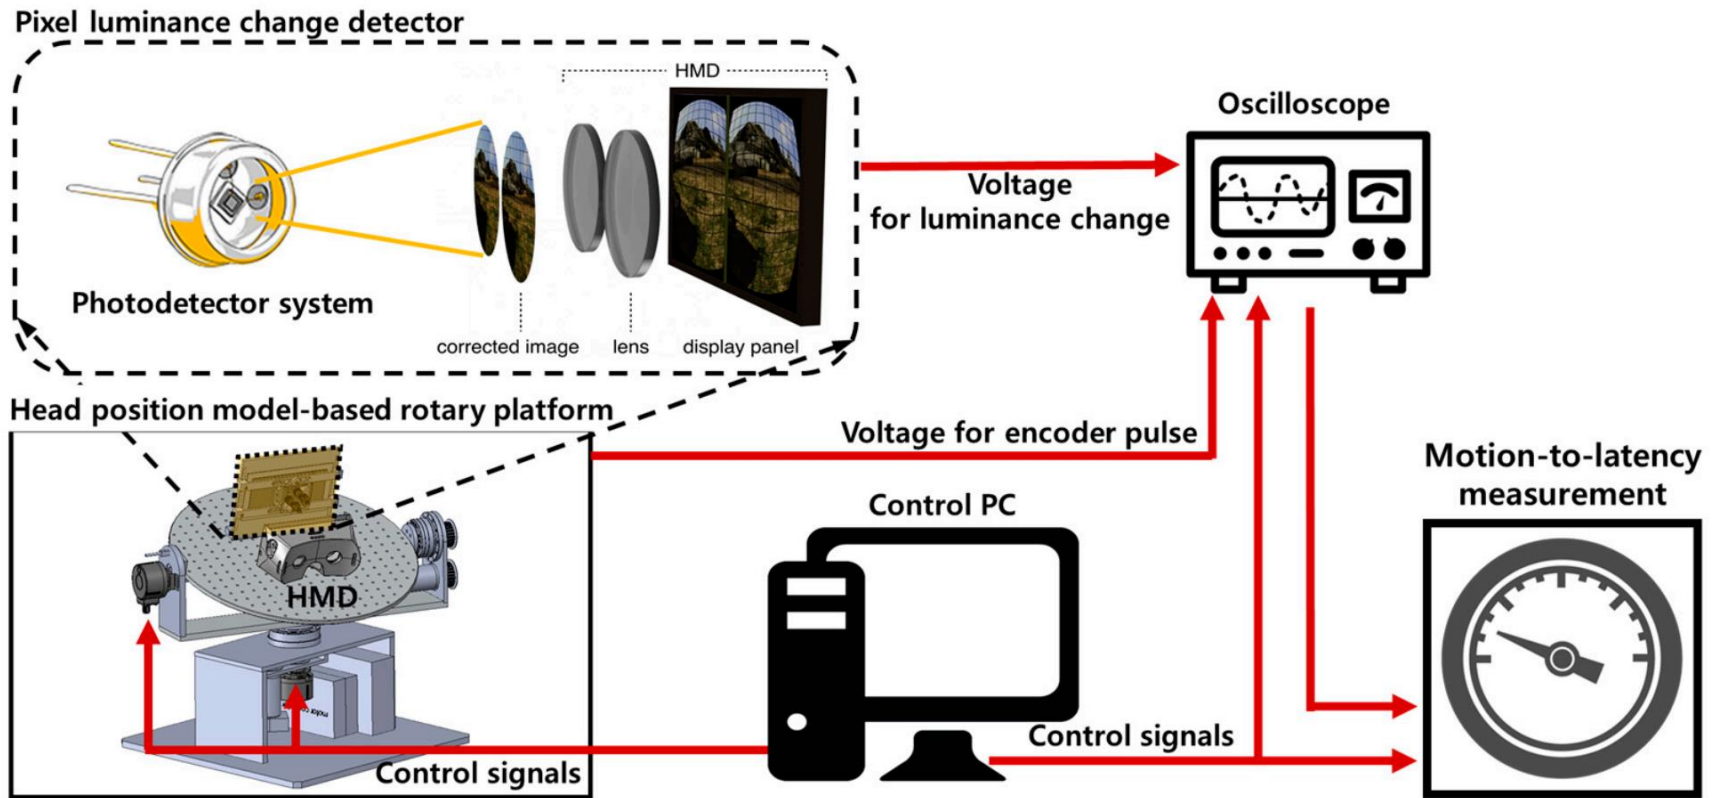 Pixel luminance change detector
HMD
Oscilloscope
Voltage
for luminance change
Photodetector system
corrected image
lens
display panel
Head position model-based rotary platform
Voltage for encoder pulse
Motion-to-latency
measurement
Control PC
HMD
Control signals
Control signals